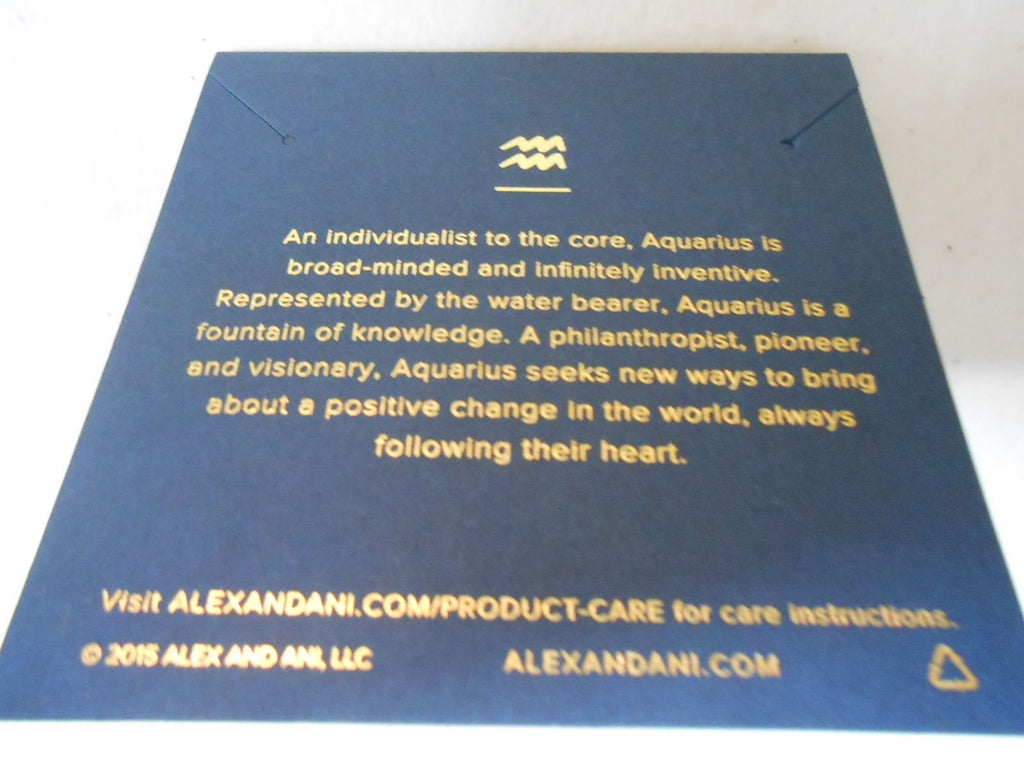 An individualist to the core, Aquarius is
broad-minded and infinitely inventive.
Represented by the water bearer, Aquarius is a
fountain of knowledge. A philanthropist, pioneer,
and visionary, Aquarius seeks new ways to bring
about a positive change in the world, always
following their heart.
Visit ALEXANDANI.COM/PRODUCT-CARE for care instructions.
© 2015 ALEX AND ANI, LLC ALEXANDANI.COM